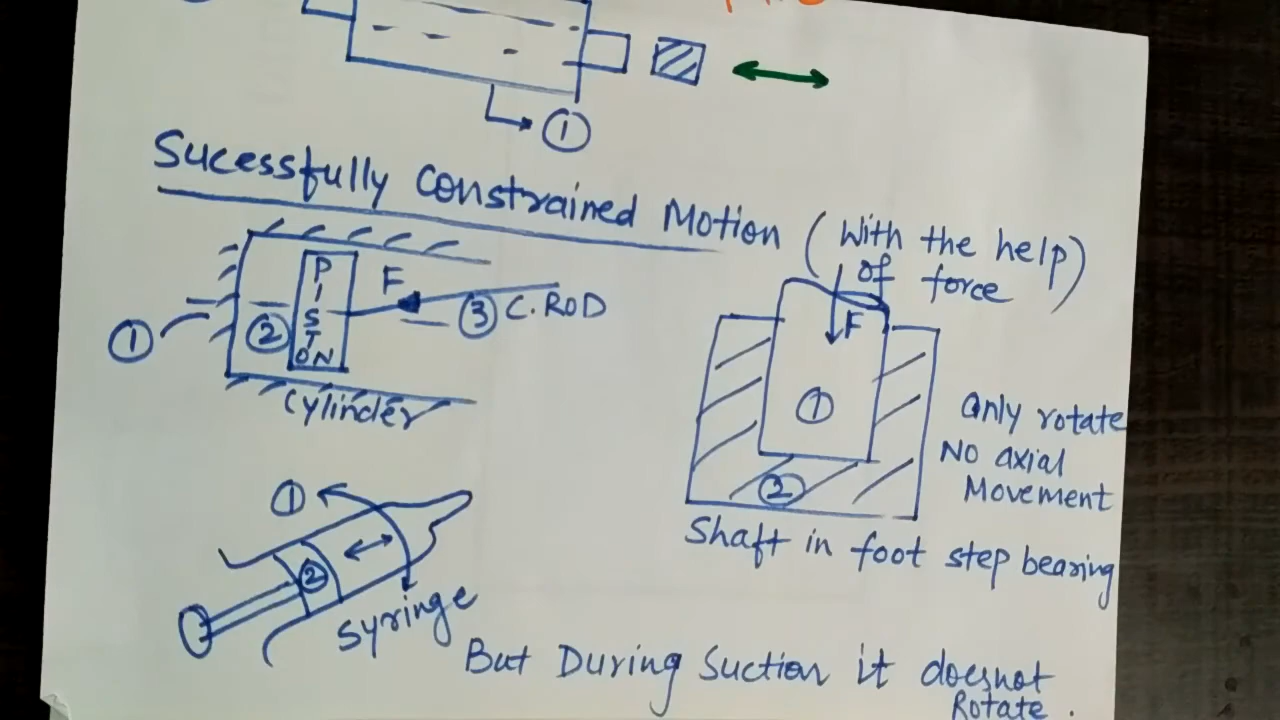 ①
Sucessfully Constrained Motion (With the help
of force)
PISTON
F
①
②
③ C. ROD
Cylinder
F
①
②
Only rotate
No axial
Movement
Shaft in foot step bearing
①
②
Syringe
But During Suction it doesnot
Rotate.